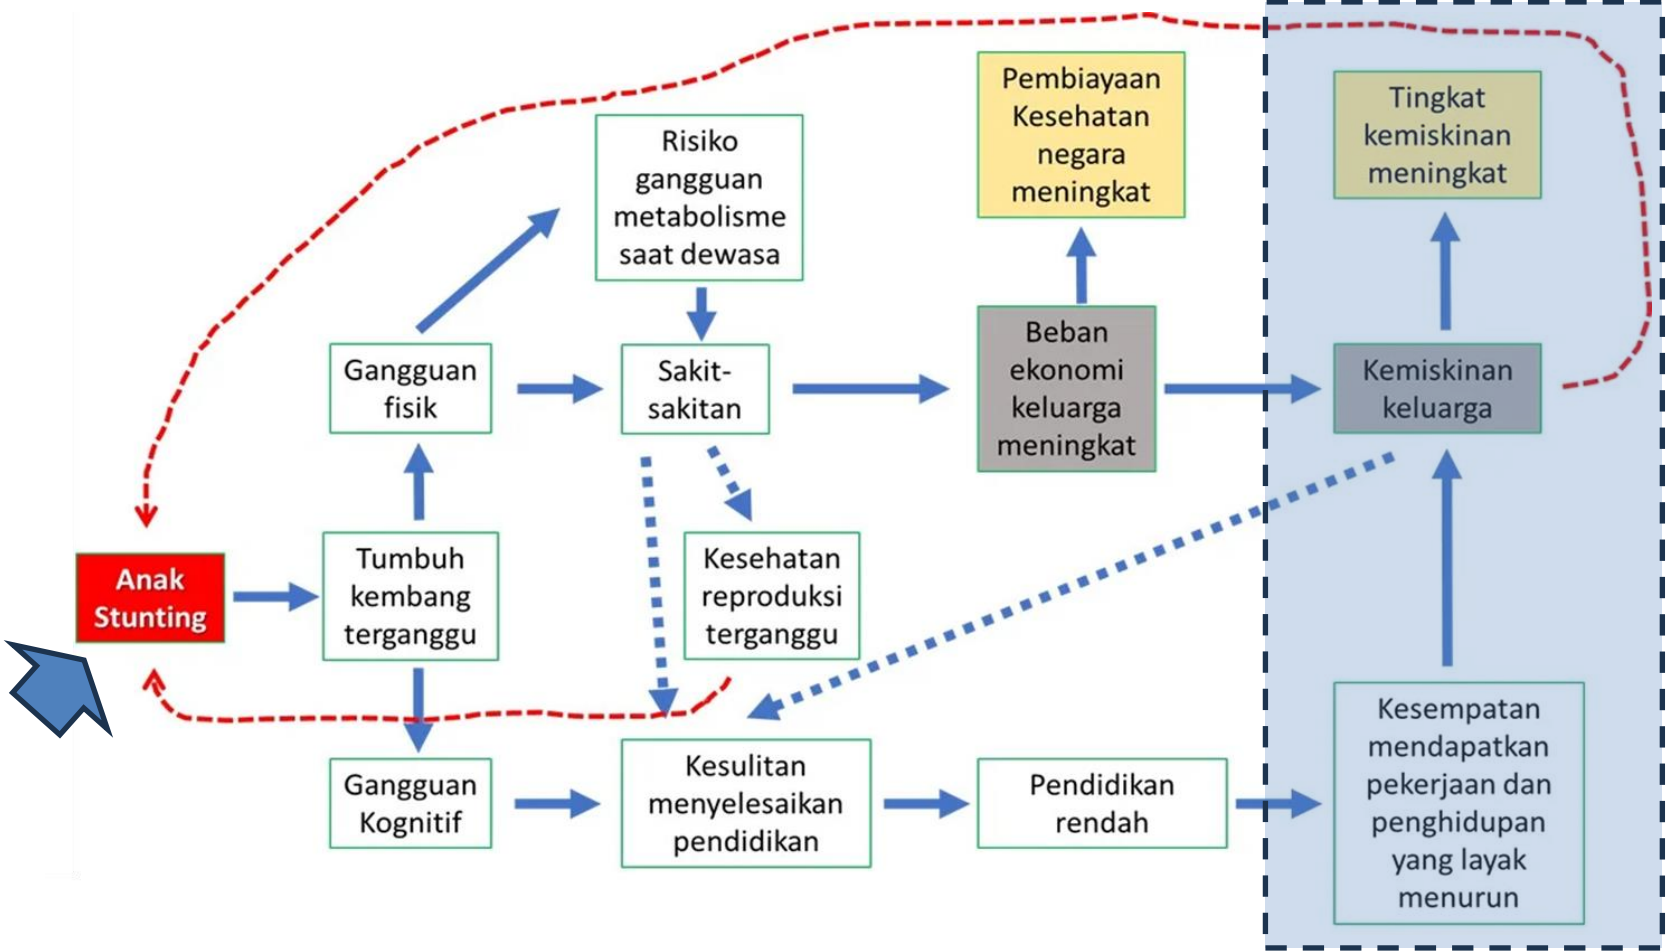 Pembiayaan
Kesehatan
negara
meningkat
Tingkat
kemiskinan
meningkat
Risiko
gangguan
metabolisme
saat dewasa
Gangguan
fisik
Sakit-
sakitan
Beban
ekonomi
keluarga
meningkat
Kemiskinan
keluarga
Anak
Stunting
Tumbuh
kembang
terganggu
Kesehatan
reproduksi
terganggu
Gangguan
Kognitif
Kesulitan
menyelesaikan
pendidikan
Pendidikan
rendah
Kesempatan
mendapatkan
pekerjaan dan
penghidupan
yang layak
menurun